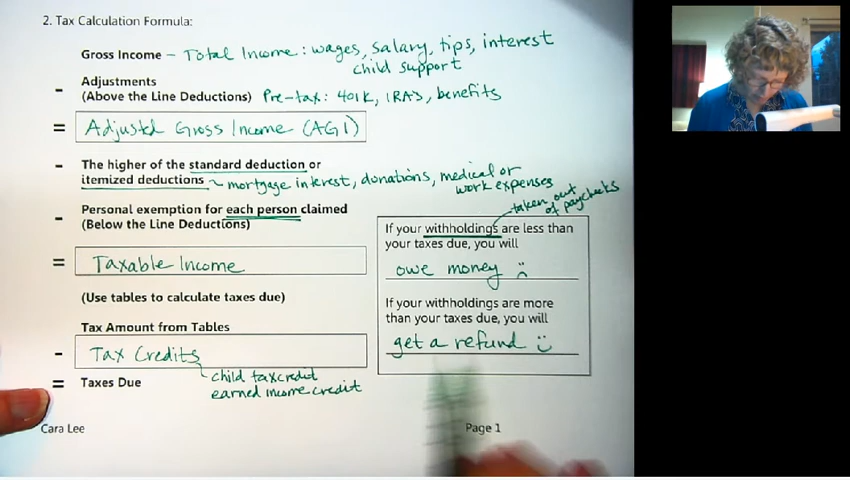 2. Tax Calculation Formula:
Gross Income – Total Income: wages, salary, tips, interest
child support
- Adjustments
(Above the Line Deductions) Pre-tax: 401K, IRA's, benefits
= Adjusted Gross Income (AGI)
- The higher of the standard deduction or
itemized deductions ~ mortgage interest, donations, medical or
work expenses
- Personal exemption for each person claimed
(Below the Line Deductions)
= Taxable Income
(Use tables to calculate taxes due)
Tax Amount from Tables
- Tax Credits
child tax credit
earned income credit
= Taxes Due
taken out
of paychecks
If your withholdings are less than
your taxes due, you will
owe money :(
If your withholdings are more
than your taxes due, you will
get a refund :)
Cara Lee
Page 1